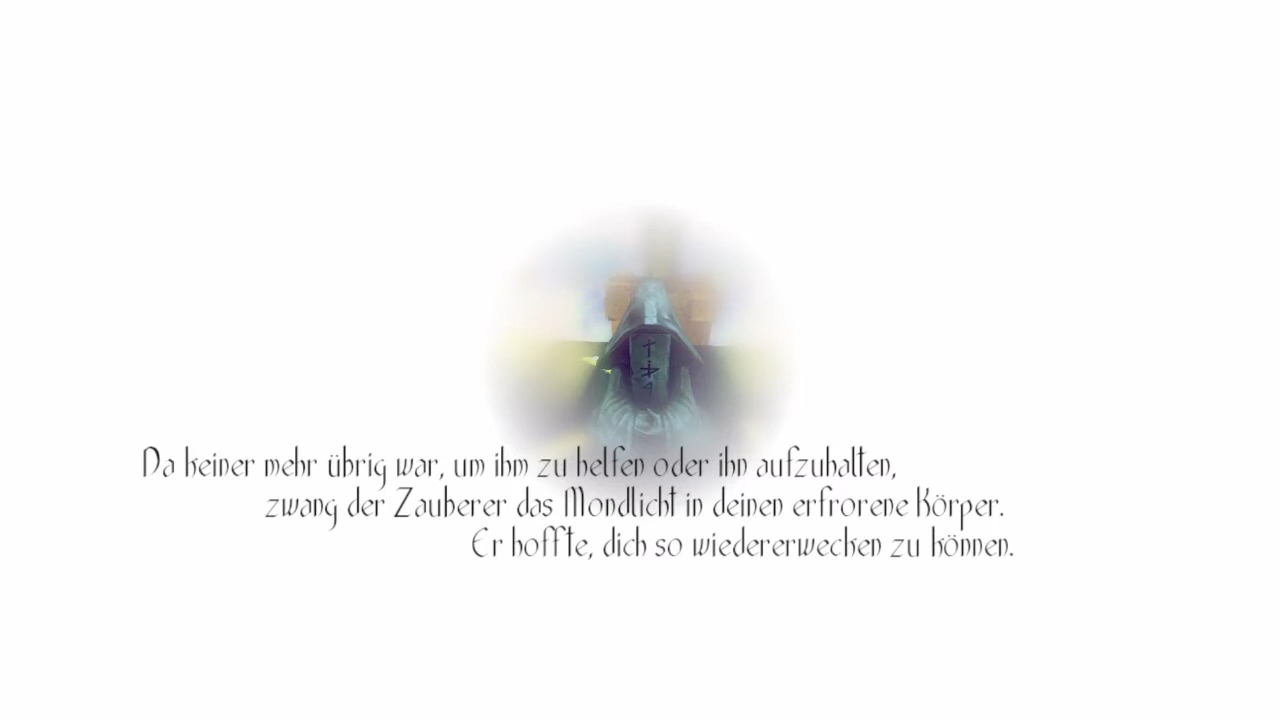 Da keiner mehr übrig war, um ihm zu helfen oder ihn aufzuhalten,
zwang der Zauberer das Mondlicht in deinen erfrorene Körper.
Er hoffte, dich so wiedererwecken zu können.